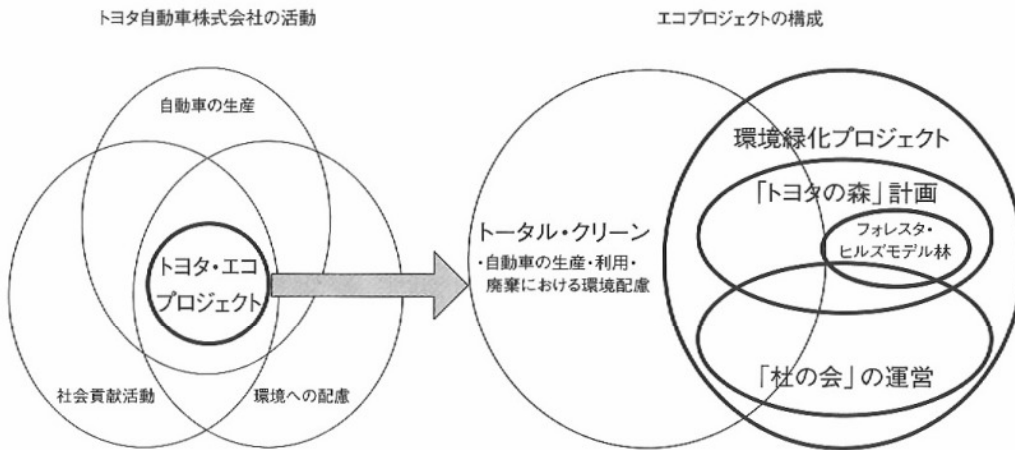 トヨタ自動車株式会社の活動
自動車の生産
トヨタ・エコ
プロジェクト
社会貢献活動
環境への配慮
エコプロジェクトの構成
環境緑化プロジェクト
「トヨタの森」計画
フォレスタ・
ヒルズモデル林
トータル・クリーン
・自動車の生産・利用・
廃棄における環境配慮
「杜の会」の運営